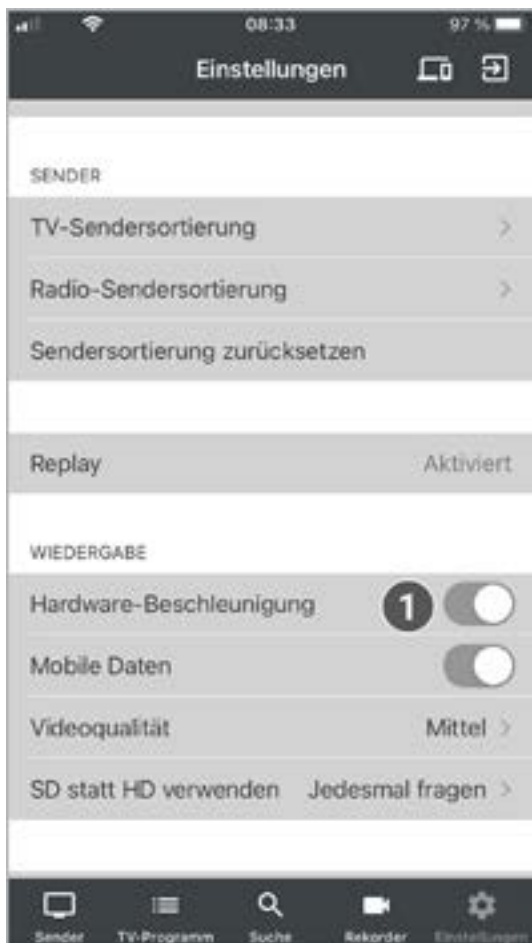 08:33 97 %
Einstellungen
SENDER
TV-Sendersortierung
Radio-Sendersortierung
Sendersortierung zurücksetzen
Replay Aktiviert
WIEDERGABE
Hardware-Beschleunigung 1
Mobile Daten
Videoqualität Mittel
SD statt HD verwenden Jedesmal fragen
Sender TV-Programm Suche Rekorder Einstellungen